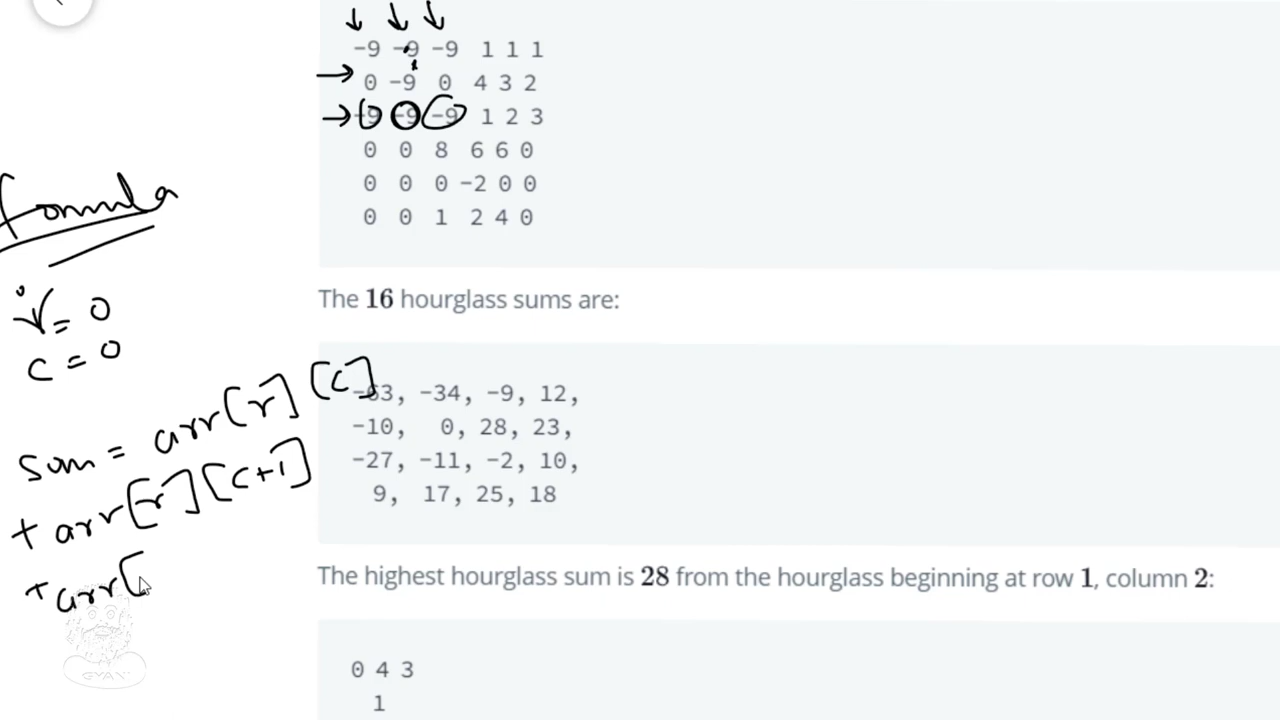 -9 -9 -9 1 1 1
0 -9 0 4 3 2
-9 -9 -9 1 2 3
0 0 8 6 6 0
0 0 0 -2 0 0
0 0 1 2 4 0
formula
r = 0
c = 0
sum = arr[r][c]
+ arr[r][c+1]
+ arr[
The 16 hourglass sums are:
-63, -34, -9, 12,
-10, 0, 28, 23,
-27, -11, -2, 10,
9, 17, 25, 18
The highest hourglass sum is 28 from the hourglass beginning at row 1, column 2:
0 4 3
1
GYAN